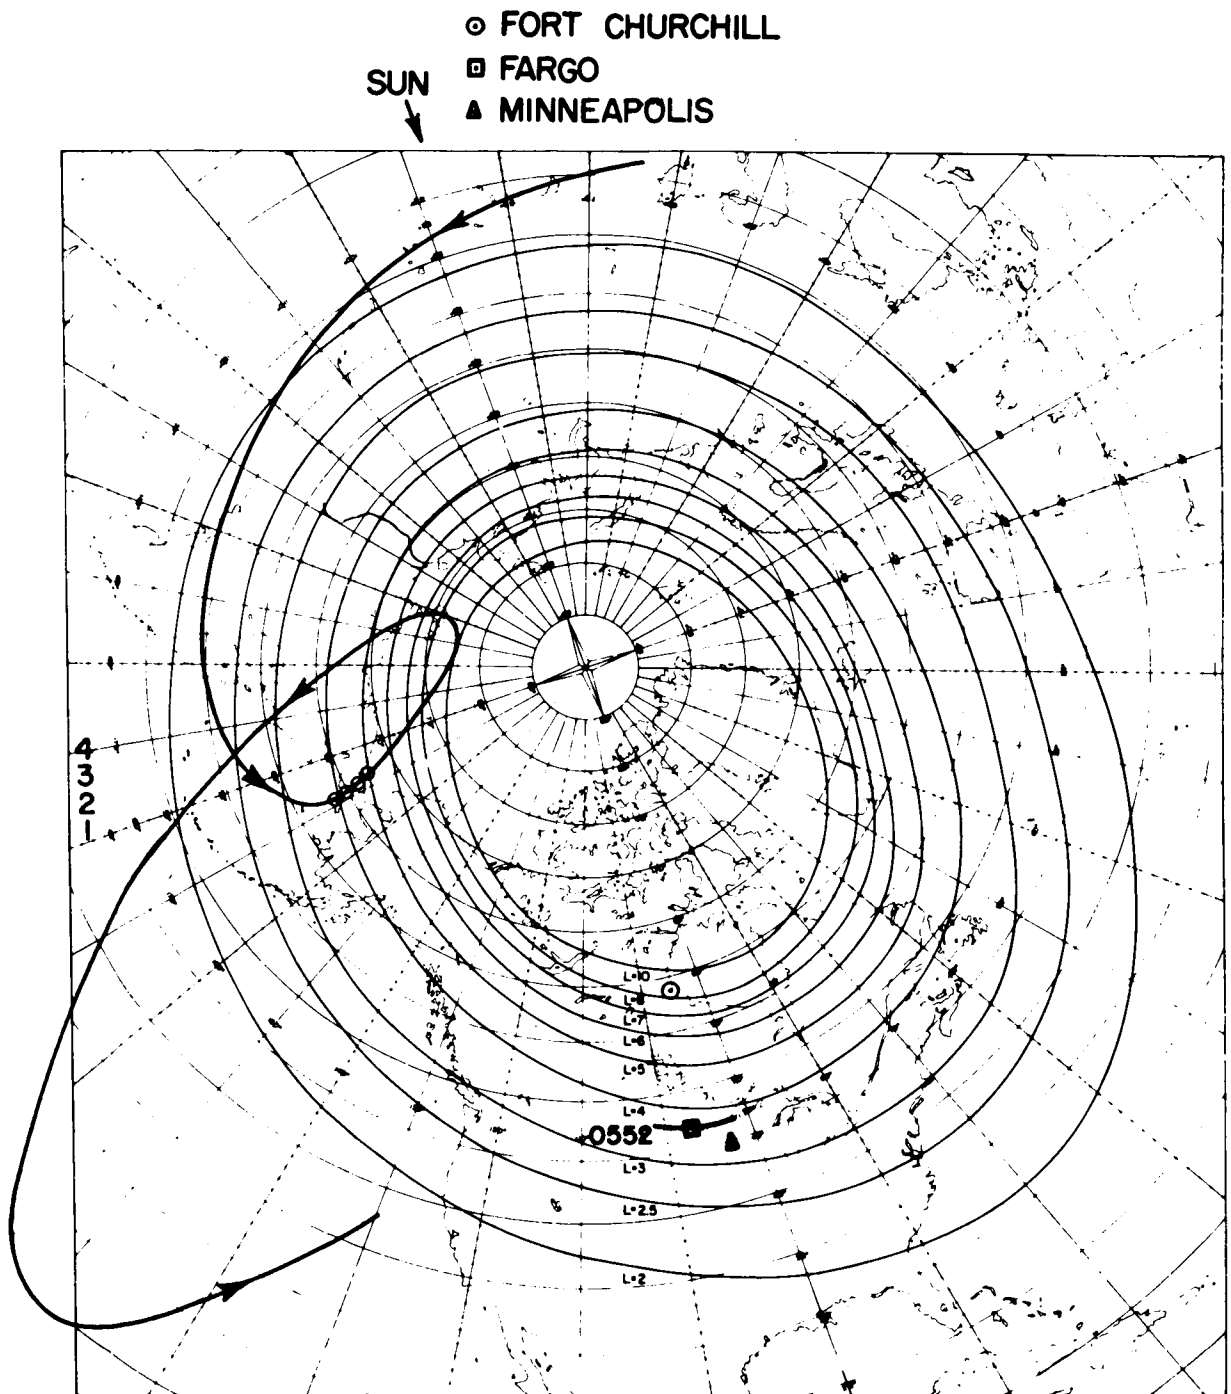 FORT CHURCHILL
FARGO
MINNEAPOLIS
SUN
4
3
2
1
L=10
L=8
L=7
L=6
L=5
L=4
0552
L=3
L=2.5
L=2